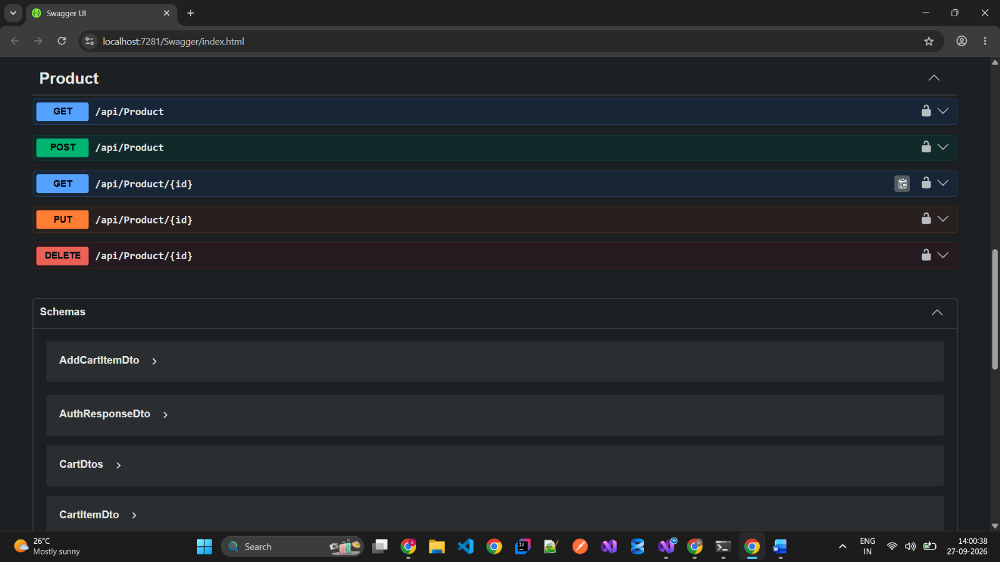 Swagger UI
localhost:7281/Swagger/index.html
Product
GET /api/Product
POST /api/Product
GET /api/Product/{id}
PUT /api/Product/{id}
DELETE /api/Product/{id}
Schemas
AddCartItemDto
AuthResponseDto
CartDtos
CartItemDto
26°C
Mostly sunny
Search
ENG
IN
14:00:38
27-09-2026